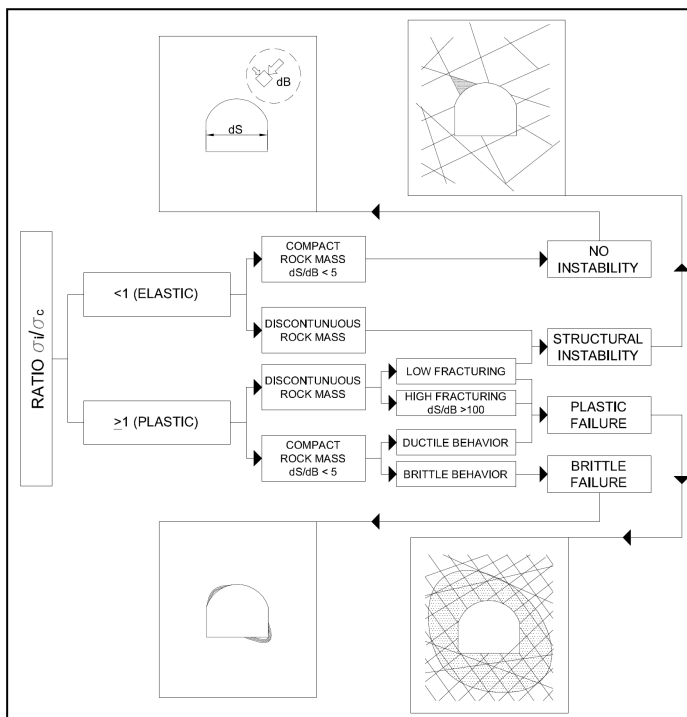 dB
dS
RATIO σi/σc
<1 (ELASTIC)
≥1 (PLASTIC)
COMPACT
ROCK MASS
dS/dB < 5
DISCONTUNUOUS
ROCK MASS
DISCONTUNUOUS
ROCK MASS
COMPACT
ROCK MASS
dS/dB < 5
LOW FRACTURING
HIGH FRACTURING
dS/dB >100
DUCTILE BEHAVIOR
BRITTLE BEHAVIOR
NO
INSTABILITY
STRUCTURAL
INSTABILITY
PLASTIC
FAILURE
BRITTLE
FAILURE